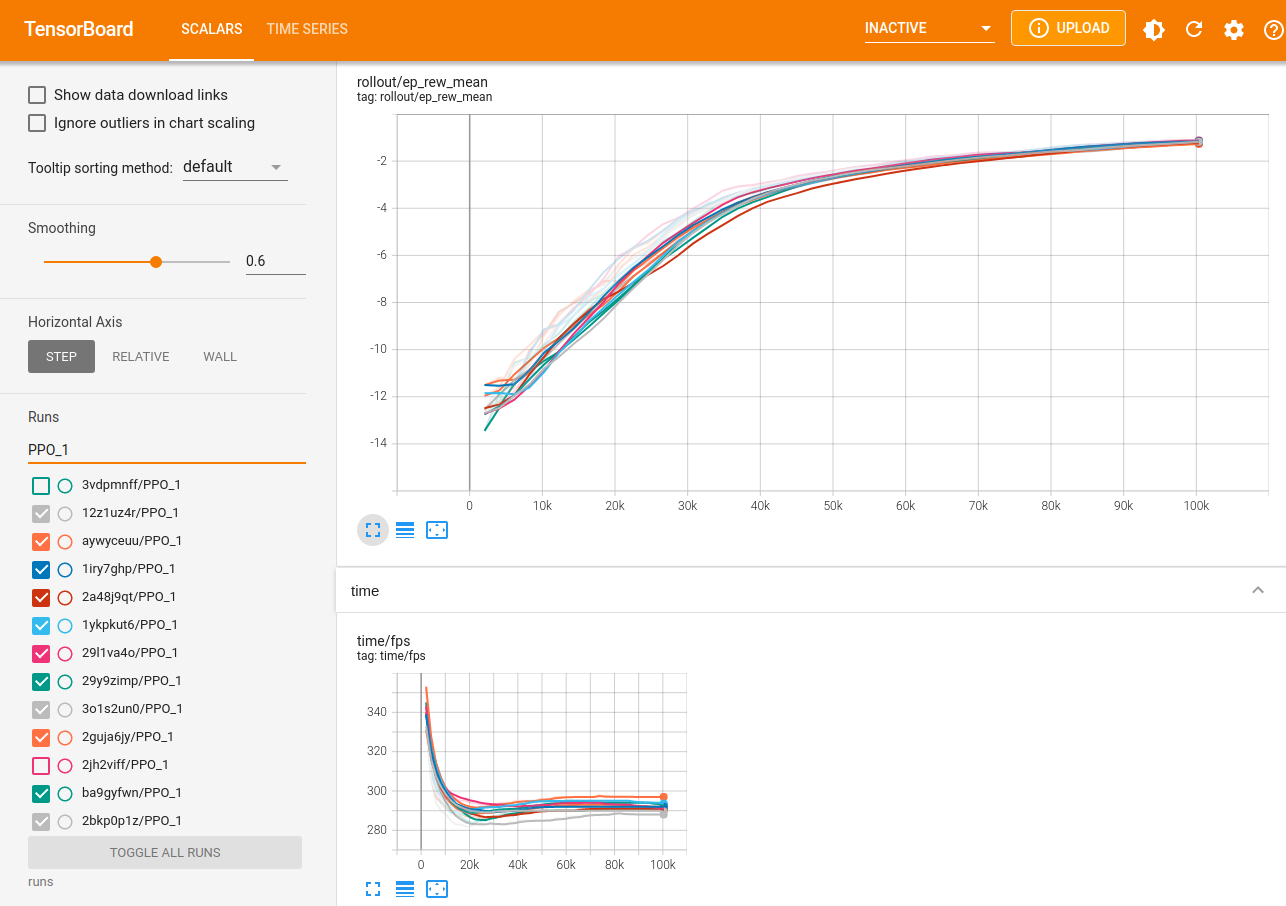 TensorBoard
SCALARS
TIME SERIES
INACTIVE
UPLOAD
Show data download links
Ignore outliers in chart scaling
Tooltip sorting method:
default
Smoothing
0.6
Horizontal Axis
STEP
RELATIVE
WALL
Runs
PPO_1
3vdpmnff/PPO_1
12z1uz4r/PPO_1
aywyceuu/PPO_1
1iry7ghp/PPO_1
2a48j9qt/PPO_1
1ykpkut6/PPO_1
29l1va4o/PPO_1
29y9zimp/PPO_1
3o1s2un0/PPO_1
2guja6jy/PPO_1
2jh2viff/PPO_1
ba9gyfwn/PPO_1
2bkp0p1z/PPO_1
TOGGLE ALL RUNS
runs
rollout/ep_rew_mean
tag: rollout/ep_rew_mean
-2
-4
-6
-8
-10
-12
-14
0 10k 20k 30k 40k 50k 60k 70k 80k 90k 100k
time
time/fps
tag: time/fps
340
320
300
280
0 20k 40k 60k 80k 100k